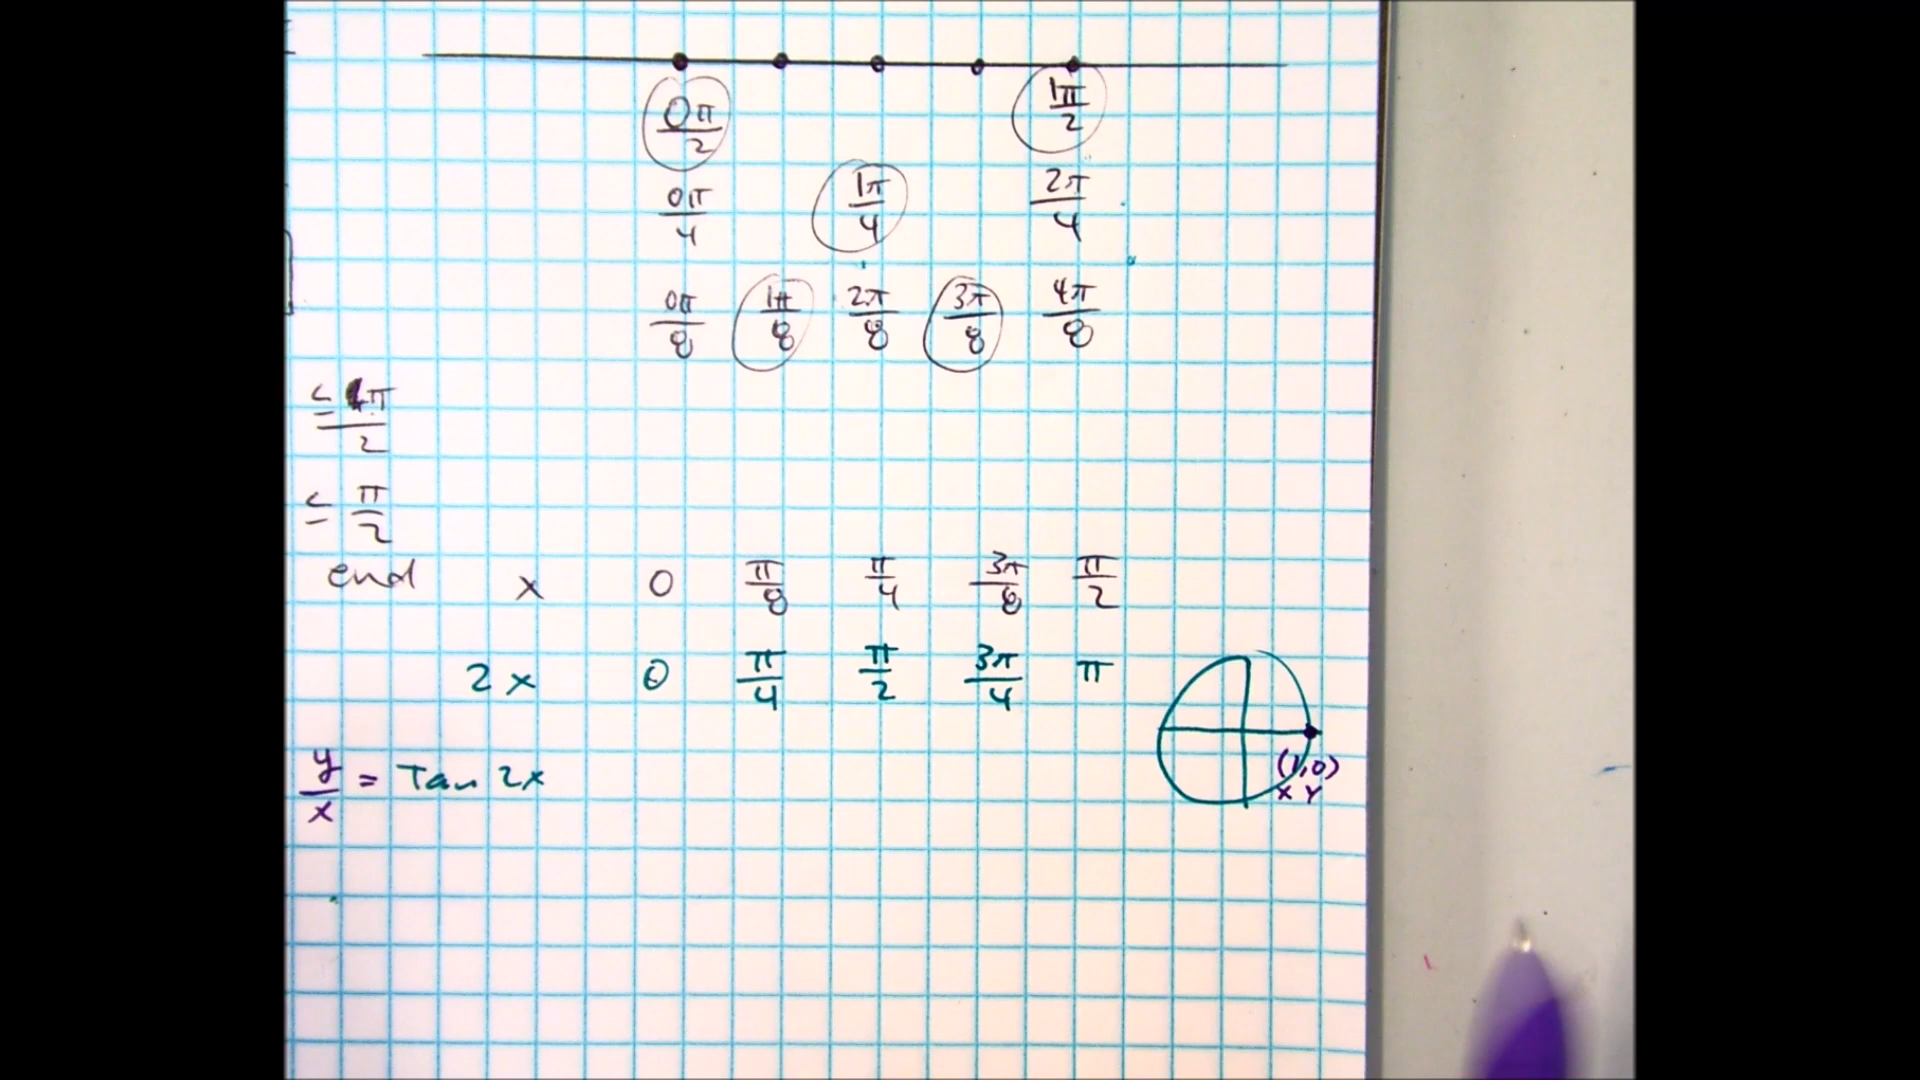 0π/2 1π/2
0π/4 1π/4 2π/4
0π/8 1π/8 2π/8 3π/8 4π/8
≤ 1π/2
≤ π/2
end x 0 π/8 π/4 3π/8 π/2
2x 0 π/4 π/2 3π/4 π
y/x = Tan 2x
(1,0)
x y